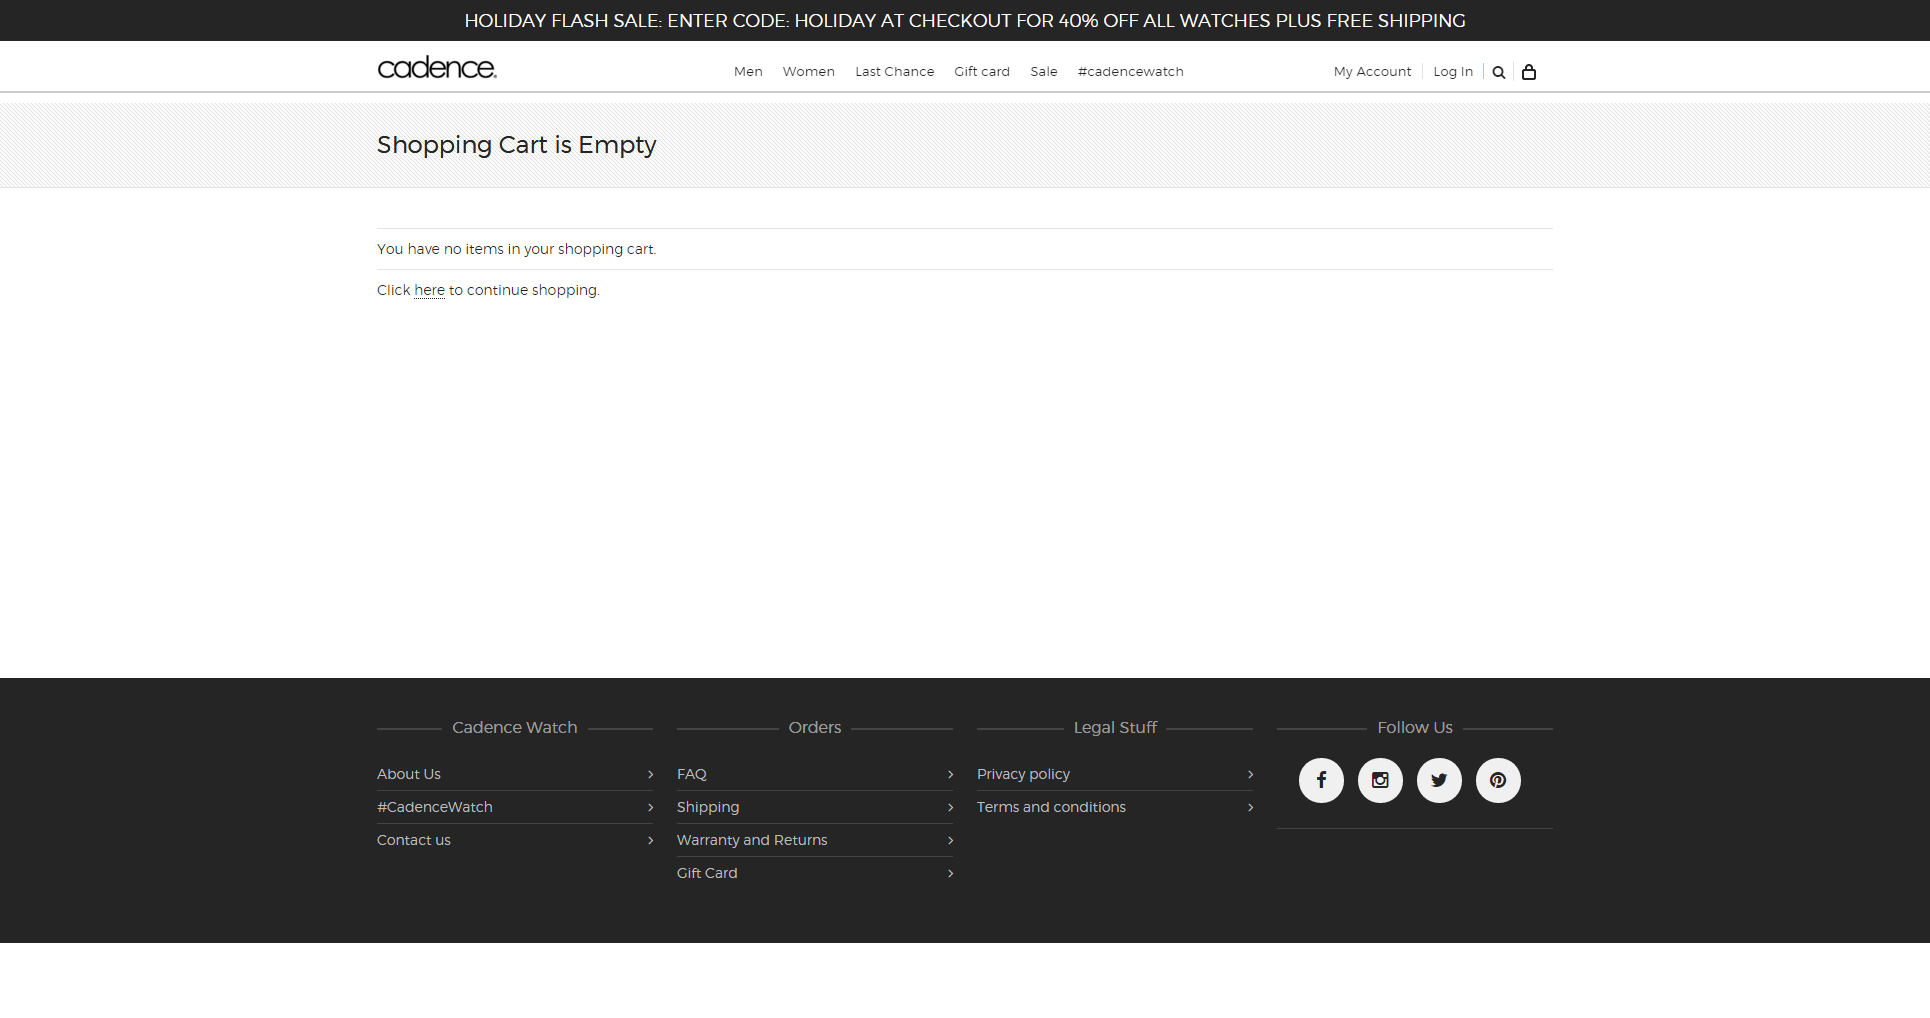 HOLIDAY FLASH SALE: ENTER CODE: HOLIDAY AT CHECKOUT FOR 40% OFF ALL WATCHES PLUS FREE SHIPPING
cadence.
Men Women Last Chance Gift card Sale #cadencewatch
My Account Log In
Shopping Cart is Empty
You have no items in your shopping cart.
Click here to continue shopping.
Cadence Watch
About Us
#CadenceWatch
Contact us
Orders
FAQ
Shipping
Warranty and Returns
Gift Card
Legal Stuff
Privacy policy
Terms and conditions
Follow Us